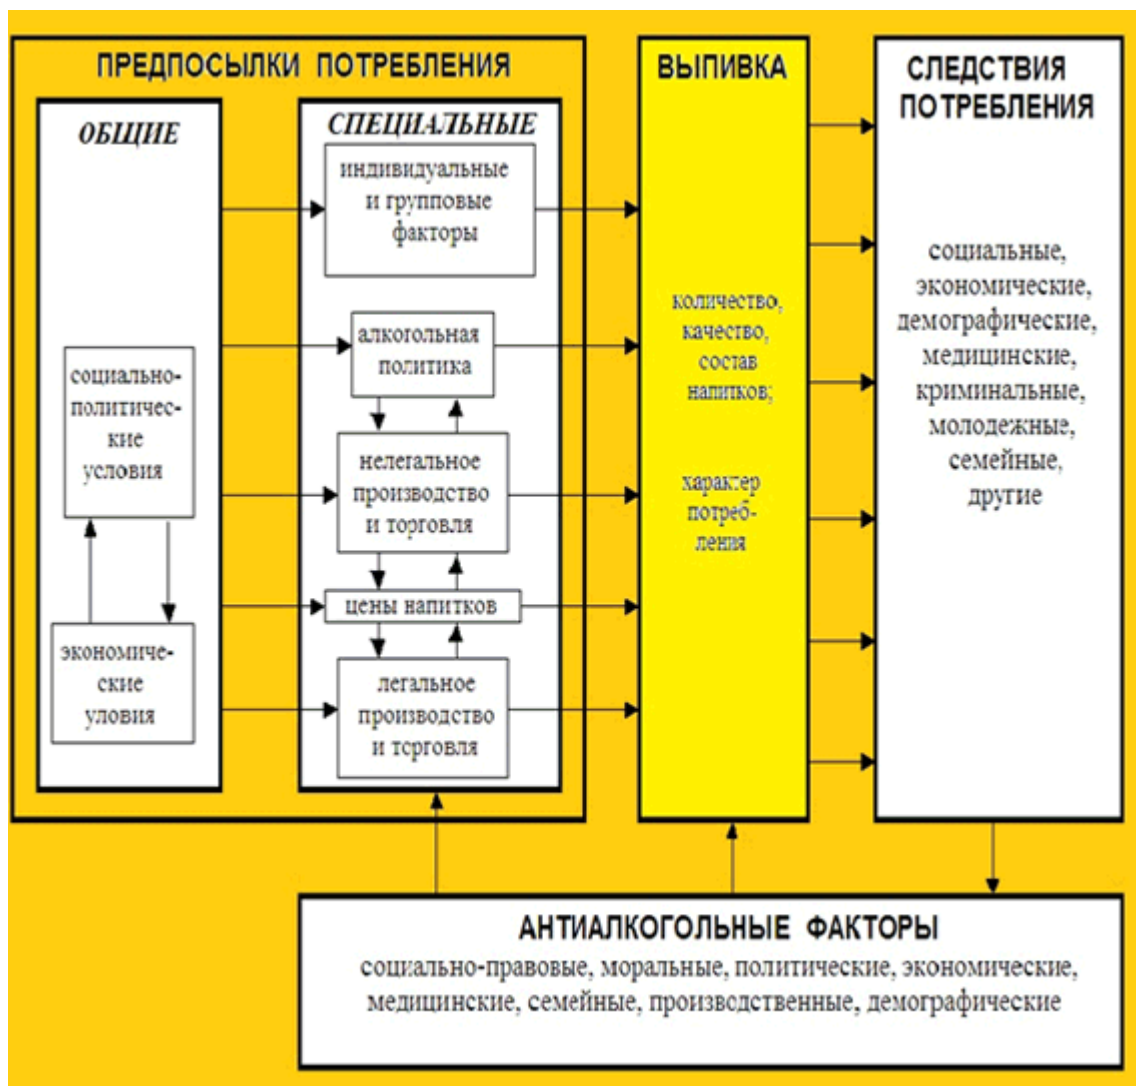 ПРЕДПОСЫЛКИ ПОТРЕБЛЕНИЯ
ОБЩИЕ
социально-
политичес-
кие
условия
экономиче-
ские
уловия
СПЕЦИАЛЬНЫЕ
индивидуальные
и групповые
факторы
алкогольная
политика
нелегальное
производство
и торговля
цены напитков
легальное
производство
и торговля
ВЫПИВКА
количество,
качество,
состав
напитков;
характер
потреб-
ления
СЛЕДСТВИЯ
ПОТРЕБЛЕНИЯ
социальные,
экономические,
демографические,
медицинские,
криминальные,
молодежные,
семейные,
другие
АНТИАЛКОГОЛЬНЫЕ ФАКТОРЫ
социально-правовые, моральные, политические, экономические,
медицинские, семейные, производственные, демографические